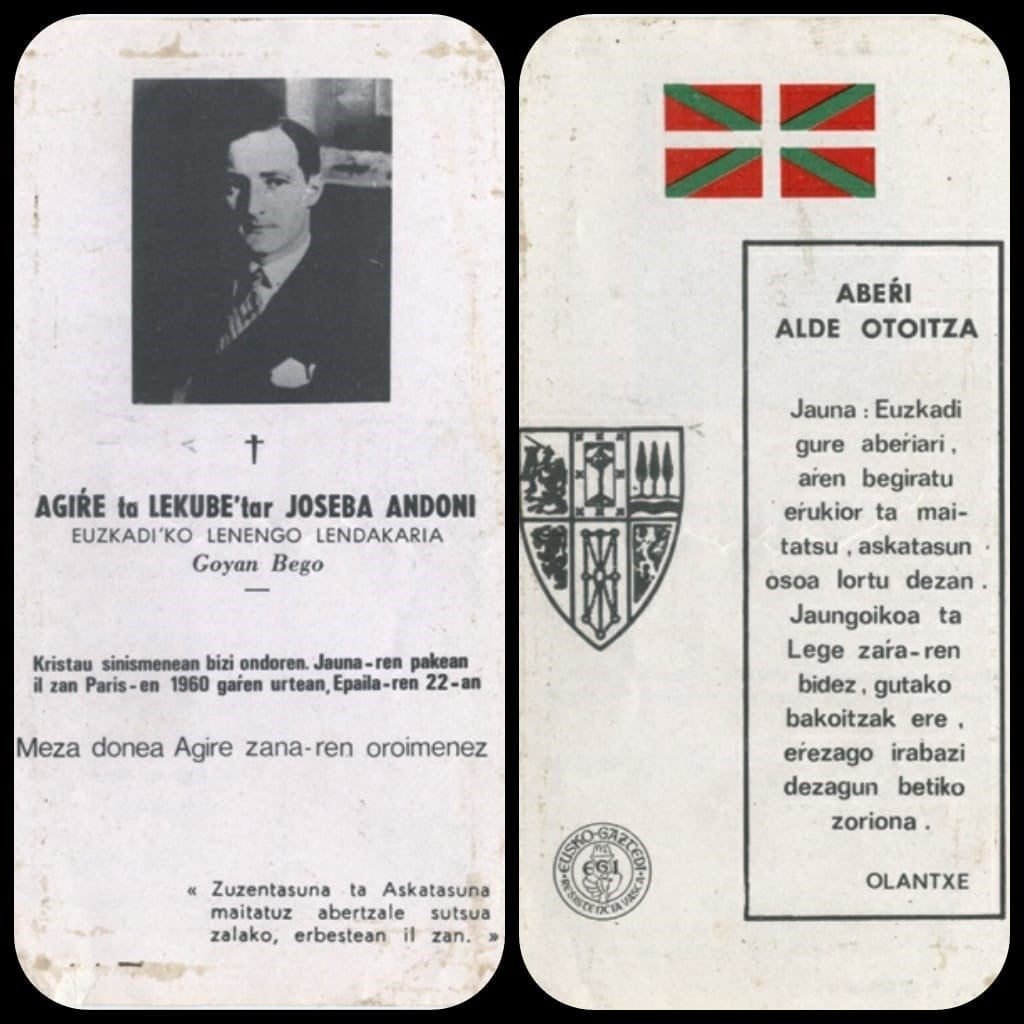 †
AGIŔE ta LEKUBE'tar JOSEBA ANDONI
EUZKADI'KO LENENGO LENDAKARIA
Goyan Bego
Kristau sinismenean bizi ondoren. Jauna-ren pakean
il zan Paris-en 1960 gaŕen urtean, Epaila-ren 22-an
Meza donea Agire zana-ren oroimenez
« Zuzentasuna ta Askatasuna
maitatuz abertzale sutsua
zalako, erbestean il zan. »
ABEŔI
ALDE OTOITZA
Jauna : Euzkadi
gure abeŕiari ,
aŕen begiratu
eŕukior ta mai-
tatsu , askatasun
osoa lortu dezan .
Jaungoikoa ta
Lege zaŕa-ren
bidez , gutako
bakoitzak ere ,
eŕezago irabazi
dezagun betiko
zoriona .
OLANTXE
EUSKO-GAZTEDI
EGI
RESISTENCIA VASCA